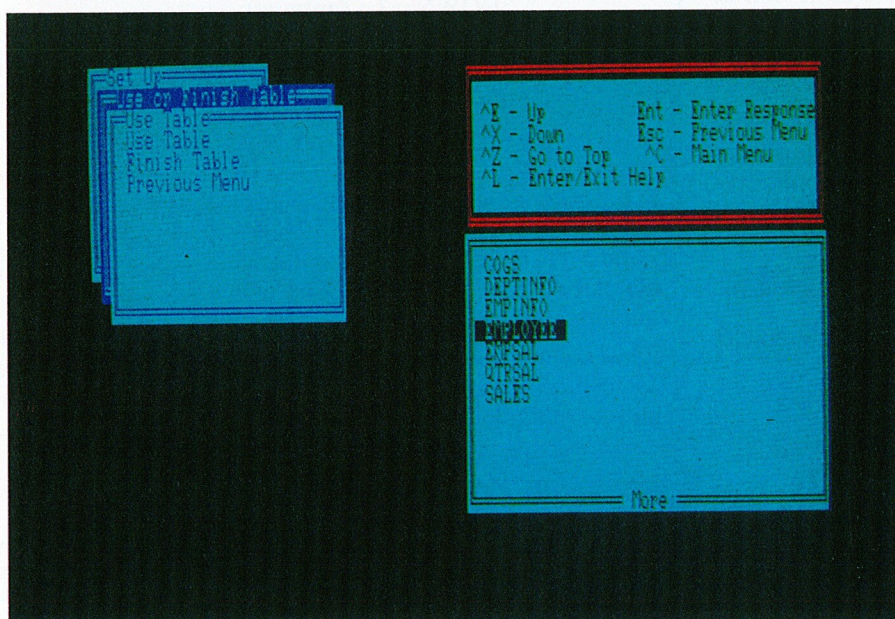 Set Up
Use or Finish Table
Use Table
Use Table
Finish Table
Previous Menu
^E - Up Ent - Enter Response
^X - Down Esc - Previous Menu
^Z - Go to Top ^C - Main Menu
^L - Enter/Exit Help
COGS
DEPTINFO
EMPINFO
EMPLOYEE
EXPSAL
QTRSAL
SALES
More